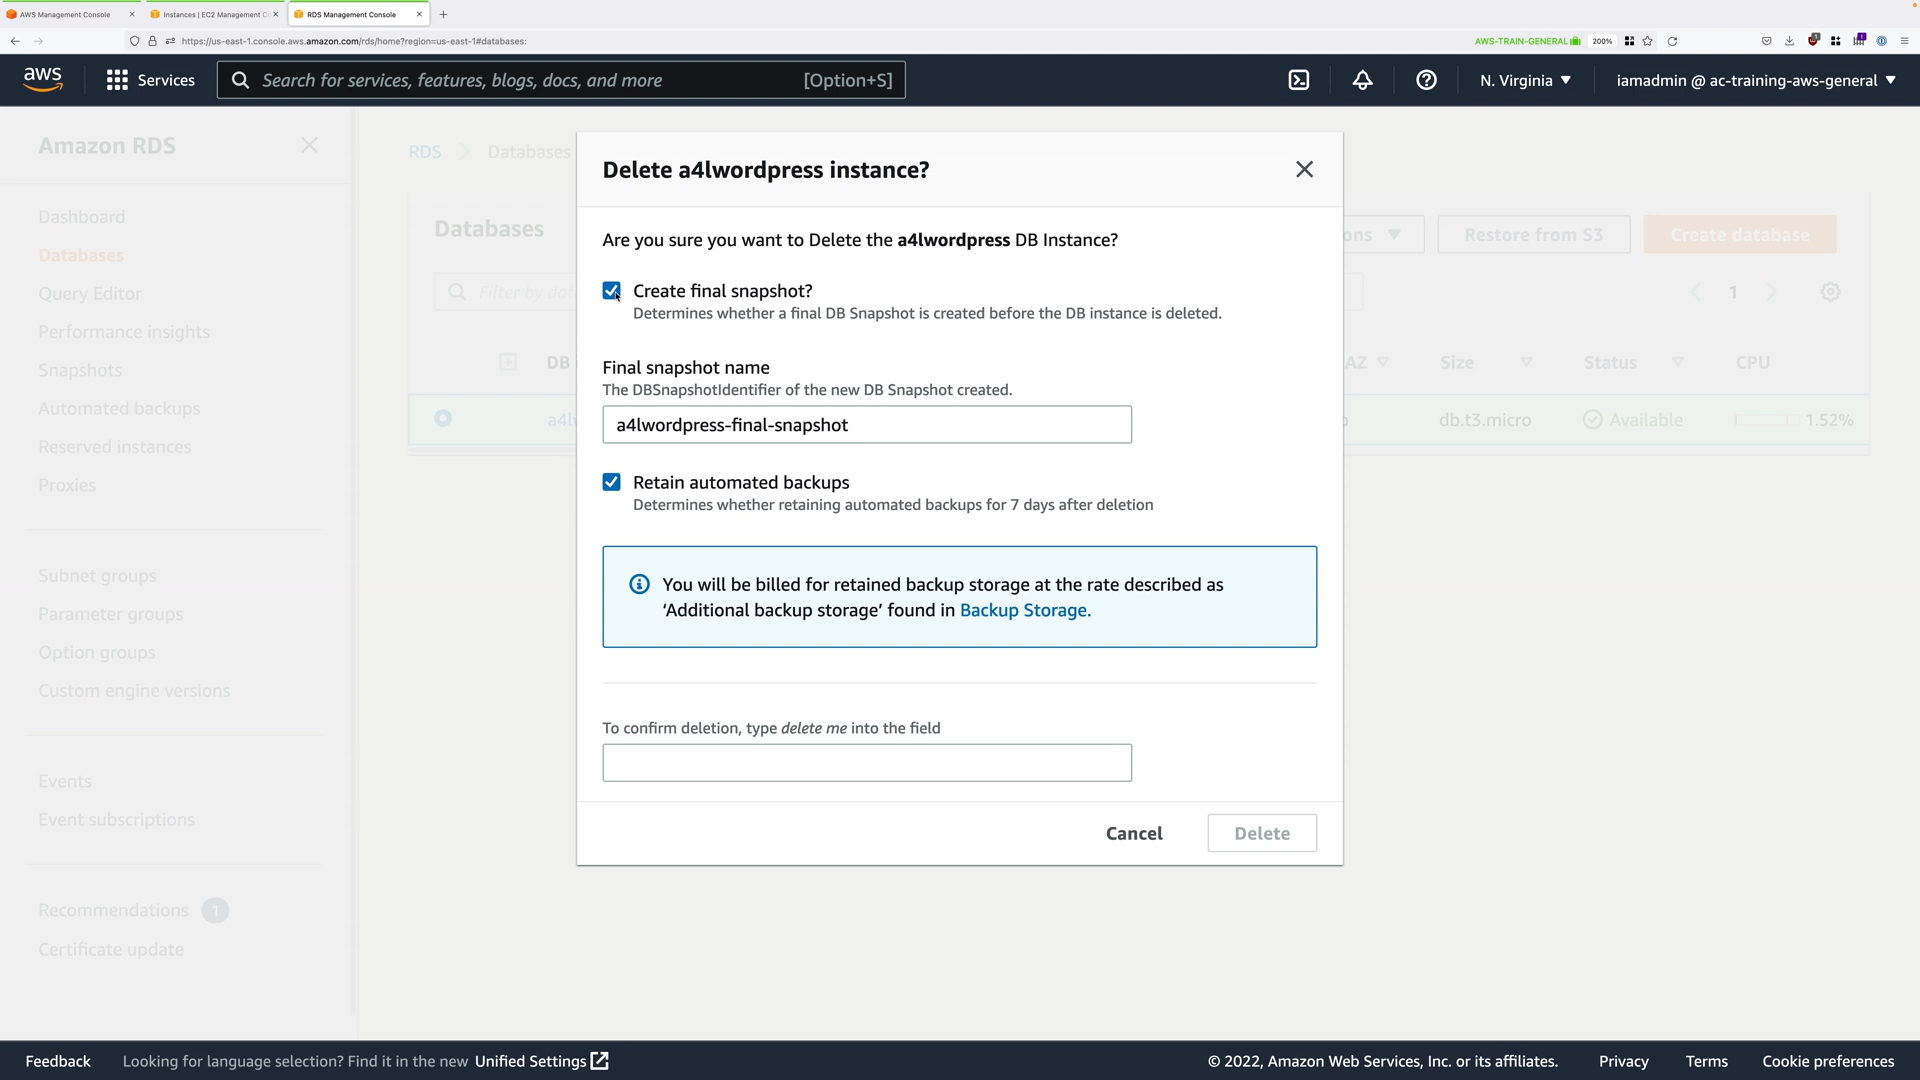 AWS Management Console
Instances | EC2 Management C
RDS Management Console
https://us-east-1.console.aws.amazon.com/rds/home?region=us-east-1#databases:
AWS-TRAIN-GENERAL
200%
aws
Services
Search for services, features, blogs, docs, and more
[Option+S]
N. Virginia
iamadmin @ ac-training-aws-general
Amazon RDS
Dashboard
Databases
Query Editor
Performance insights
Snapshots
Automated backups
Reserved instances
Proxies
Subnet groups
Parameter groups
Option groups
Custom engine versions
Events
Event subscriptions
Recommendations 1
Certificate update
RDS
Databases
Databases
Restore from S3
Create database
Filter by
1
DB
AZ
Size
Status
CPU
db.t3.micro
Available
1.52%
Delete a4lwordpress instance?
Are you sure you want to Delete the a4lwordpress DB Instance?
Create final snapshot?
Determines whether a final DB Snapshot is created before the DB instance is deleted.
Final snapshot name
The DBSnapshotIdentifier of the new DB Snapshot created.
a4lwordpress-final-snapshot
Retain automated backups
Determines whether retaining automated backups for 7 days after deletion
You will be billed for retained backup storage at the rate described as
‘Additional backup storage’ found in Backup Storage.
To confirm deletion, type delete me into the field
Cancel
Delete
Feedback
Looking for language selection? Find it in the new Unified Settings
© 2022, Amazon Web Services, Inc. or its affiliates.
Privacy
Terms
Cookie preferences